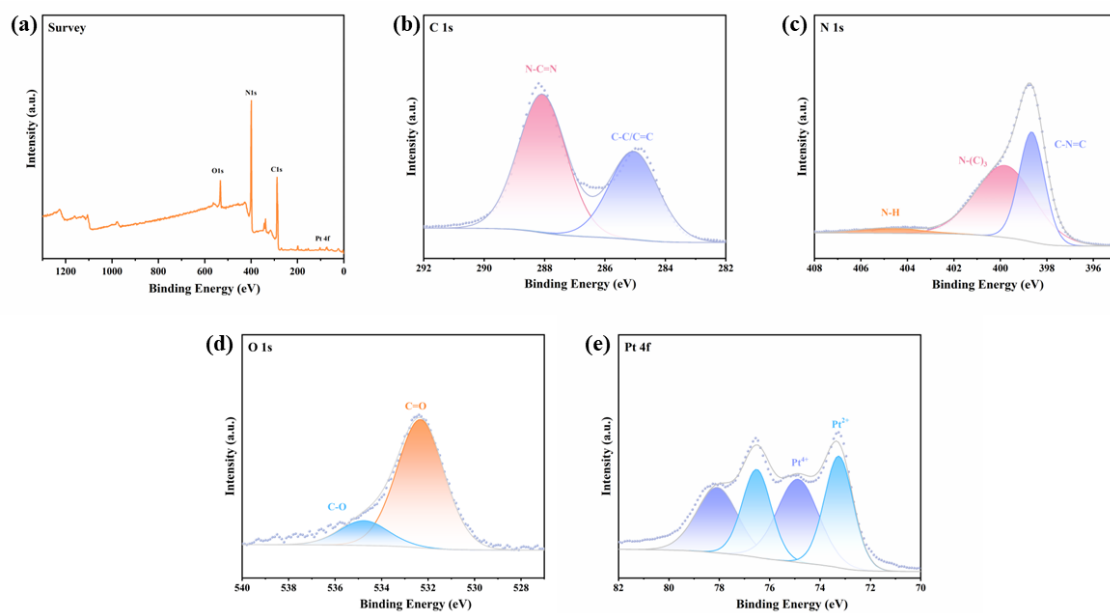 (a)
Survey
N1s
O1s
C1s
Pt 4f
Intensity (a.u.)
1200 1000 800 600 400 200 0
Binding Energy (eV)
(b)
C 1s
N-C=N
C-C/C=C
Intensity (a.u.)
292 290 288 286 284 282
Binding Energy (eV)
(c)
N 1s
N-(C)₃
C-N=C
N-H
Intensity (a.u.)
408 406 404 402 400 398 396
Binding Energy (eV)
(d)
O 1s
C=O
C-O
Intensity (a.u.)
540 538 536 534 532 530 528
Binding Energy (eV)
(e)
Pt 4f
Pt²⁺
Pt⁴⁺
Intensity (a.u.)
82 80 78 76 74 72 70
Binding Energy (eV)